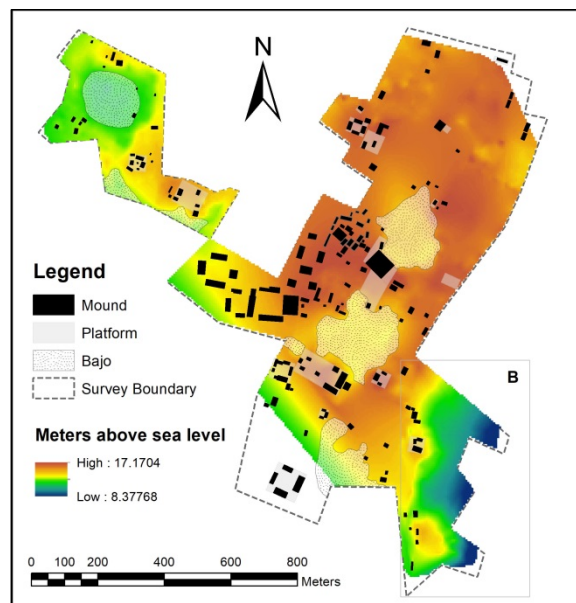 N
Legend
Mound
Platform
Bajo
Survey Boundary
B
Meters above sea level
High : 17.1704
Low : 8.37768
0 100 200 400 600 800
Meters